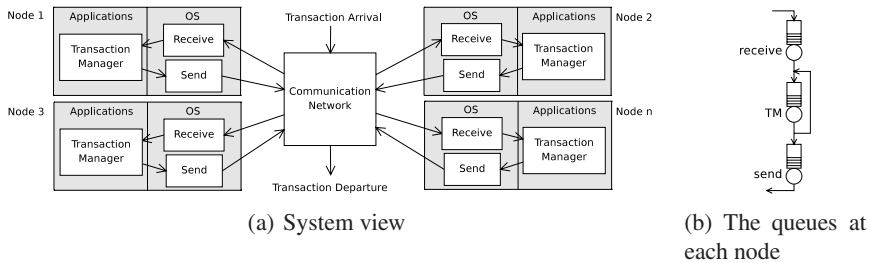 Node 1
Applications
OS
Transaction Manager
Receive
Send
Transaction Arrival
OS
Applications
Node 2
Receive
Send
Transaction Manager
Communication Network
Node 3
Applications
OS
Transaction Manager
Receive
Send
OS
Applications
Node n
Receive
Send
Transaction Manager
Transaction Departure
(a) System view
receive
TM
send
(b) The queues at
each node